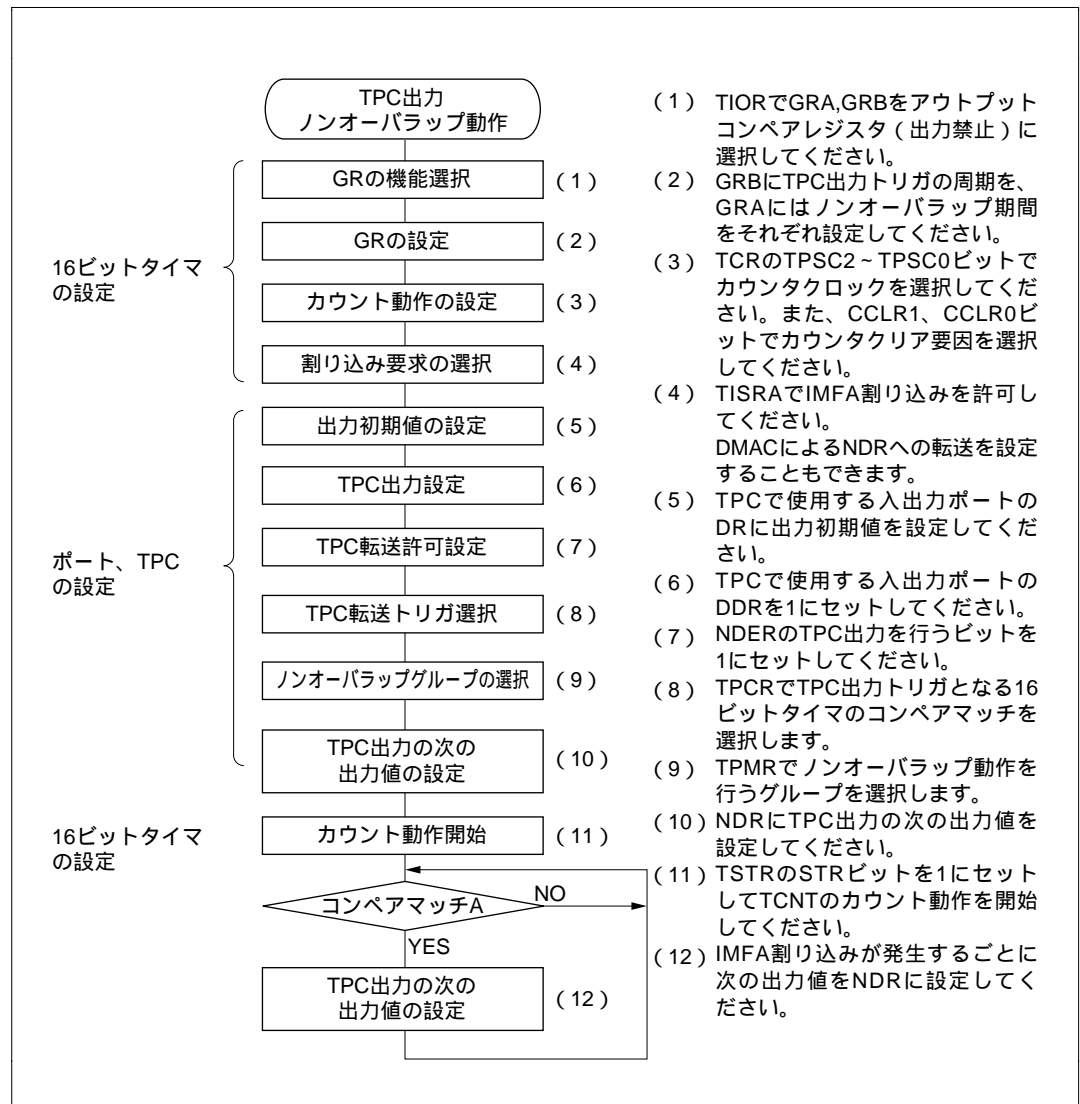 TPC出力
ノンオーバラップ動作
16ビットタイマ
の設定
GRの機能選択
(1)
GRの設定
(2)
カウント動作の設定
(3)
割り込み要求の選択
(4)
ポート、TPC
の設定
出力初期値の設定
(5)
TPC出力設定
(6)
TPC転送許可設定
(7)
TPC転送トリガ選択
(8)
ノンオーバラップグループの選択
(9)
TPC出力の次の
出力値の設定
(10)
16ビットタイマ
の設定
カウント動作開始
(11)
コンペアマッチA
NO
YES
TPC出力の次の
出力値の設定
(12)
(1) TIORでGRA,GRBをアウトプット
コンペアレジスタ(出力禁止)に
選択してください。
(2) GRBにTPC出力トリガの周期を、
GRAにはノンオーバラップ期間
をそれぞれ設定してください。
(3) TCRのTPSC2~TPSC0ビットで
カウンタクロックを選択してくだ
さい。また、CCLR1、CCLR0ビ
ットでカウンタクリア要因を選択
してください。
(4) TISRAでIMFA割り込みを許可し
てください。
DMACによるNDRへの転送を設定
することもできます。
(5) TPCで使用する入出力ポートの
DRに出力初期値を設定してくだ
さい。
(6) TPCで使用する入出力ポートの
DDRを1にセットしてください。
(7) NDERのTPC出力を行うビットを
1にセットしてください。
(8) TPCRでTPC出力トリガとなる16
ビットタイマのコンペアマッチを
選択します。
(9) TPMRでノンオーバラップ動作を
行うグループを選択します。
(10) NDRにTPC出力の次の出力値を
設定してください。
(11) TSTRのSTRビットを1にセット
してTCNTのカウント動作を開始
してください。
(12) IMFA割り込みが発生するごとに
次の出力値をNDRに設定してく
ださい。